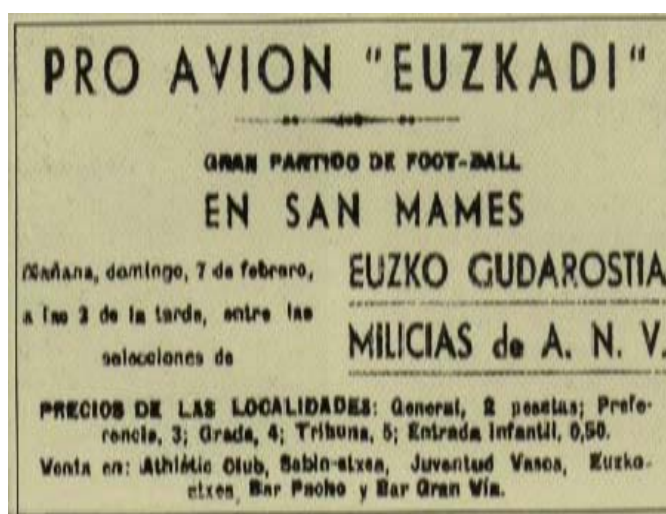 PRO AVION "EUZKADI"
GRAN PARTIDO DE FOOT-BALL
EN SAN MAMES
Mañana, domingo, 7 de febrero,
a las 3 de la tarde, entre las
selecciones de
EUZKO GUDAROSTIA
MILICIAS de A. N. V.
PRECIOS DE LAS LOCALIDADES: General, 2 pesetas; Prefe-
rencia, 3; Grada, 4; Tribuna, 5; Entrada infantil, 0,50.
Venta en: Athlétic Club, Sabin-etxea, Juventud Vasca, Euzko-
etxea, Bar Pacho y Bar Gran Vía.